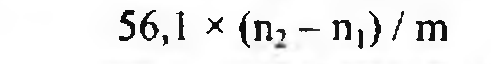 56,1 × (n₂ – n₁) / m